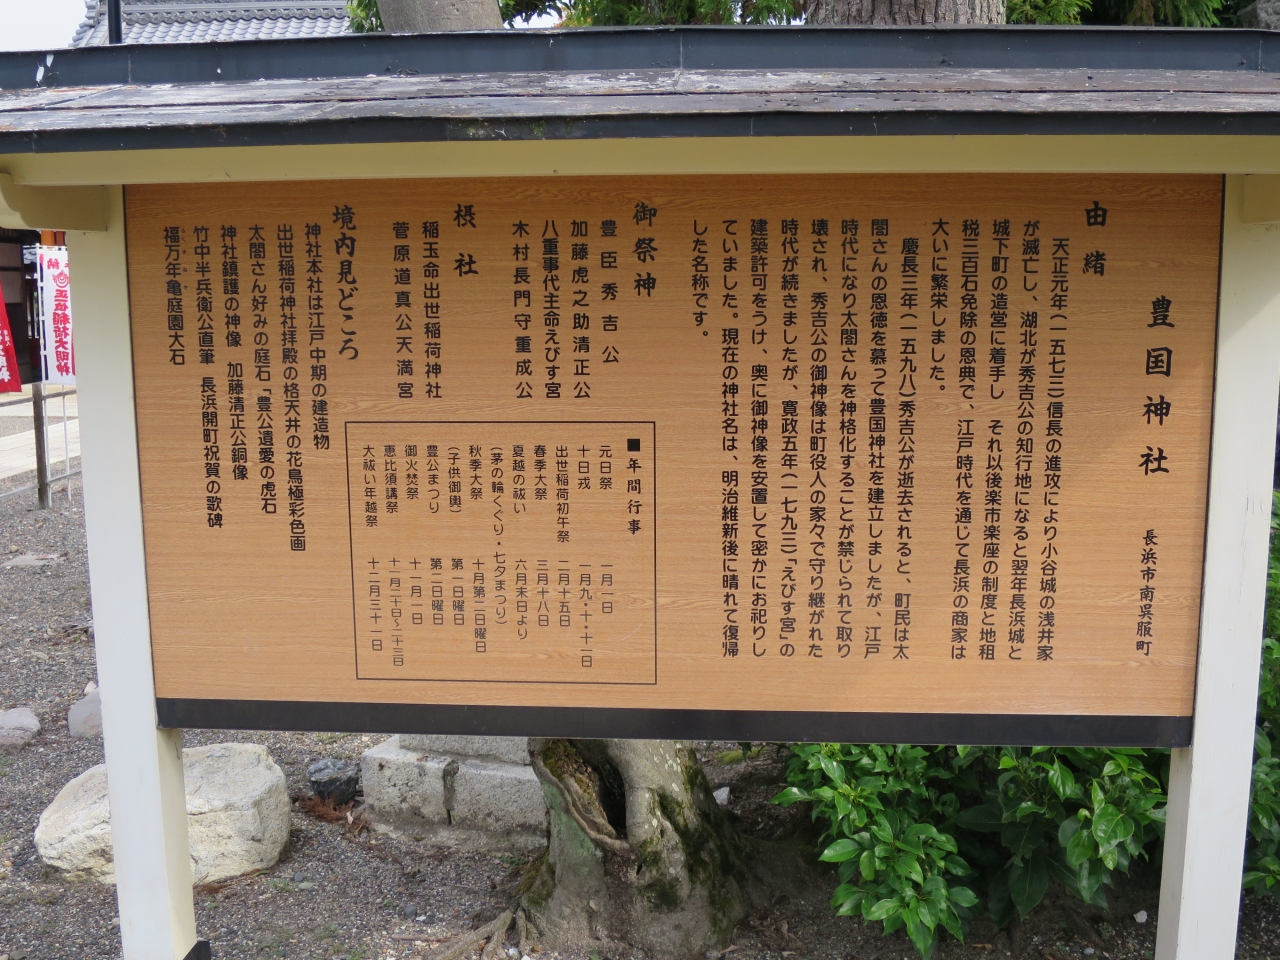 豊国神社
長浜市南呉服町
由緒
天正元年(一五七三)信長の進攻により小谷城の浅井家
が滅亡し、湖北が秀吉公の知行地になると翌年長浜城と
城下町の造営に着手し それ以後楽市楽座の制度と地租
税三百石免除の恩典で、江戸時代を通じて長浜の商家は
大いに繁栄しました。
慶長三年(一五九八)秀吉公が逝去されると、町民は太
閤さんの恩徳を慕って豊国神社を建立しましたが、江戸
時代になり太閤さんを神格化することが禁じられて取り
壊され、秀吉公の御神像は町役人の家々で守り継がれた
時代が続きましたが、寛政五年(一七九三)「えびす宮」の
建築許可をうけ、奥に御神像を安置して密かにお祀りし
ていました。現在の神社名は、明治維新後に晴れて復帰
した名称です。
御祭神
豊臣秀吉公
加藤虎之助清正公
八重事代主命えびす宮
木村長門守重成公
摂社
稲玉命出世稲荷神社
菅原道真公天満宮
■年間行事
元日祭 一月一日
十日戎 一月九・十・十一日
出世稲荷初午祭 二月十五日
春季大祭 三月十八日
夏越の祓い 六月末日より
(茅の輪くぐり・七夕まつり)
秋季大祭 十月第二日曜日
(子供御輿) 第一日曜日
豊公まつり 第二日曜日
御火焚祭 十一月一日
恵比須講祭 十一月二十日~二十三日
大祓い年越祭 十二月三十一日
境内見どころ
神社本社は江戸中期の建造物
出世稲荷神社拝殿の格天井の花鳥極彩色画
太閤さん好みの庭石「豊公遺愛の虎石
神社鎮護の神像 加藤清正公銅像
竹中半兵衛公直筆 長浜開町祝賀の歌碑
福万年亀庭園大石
正位稲荷大明神